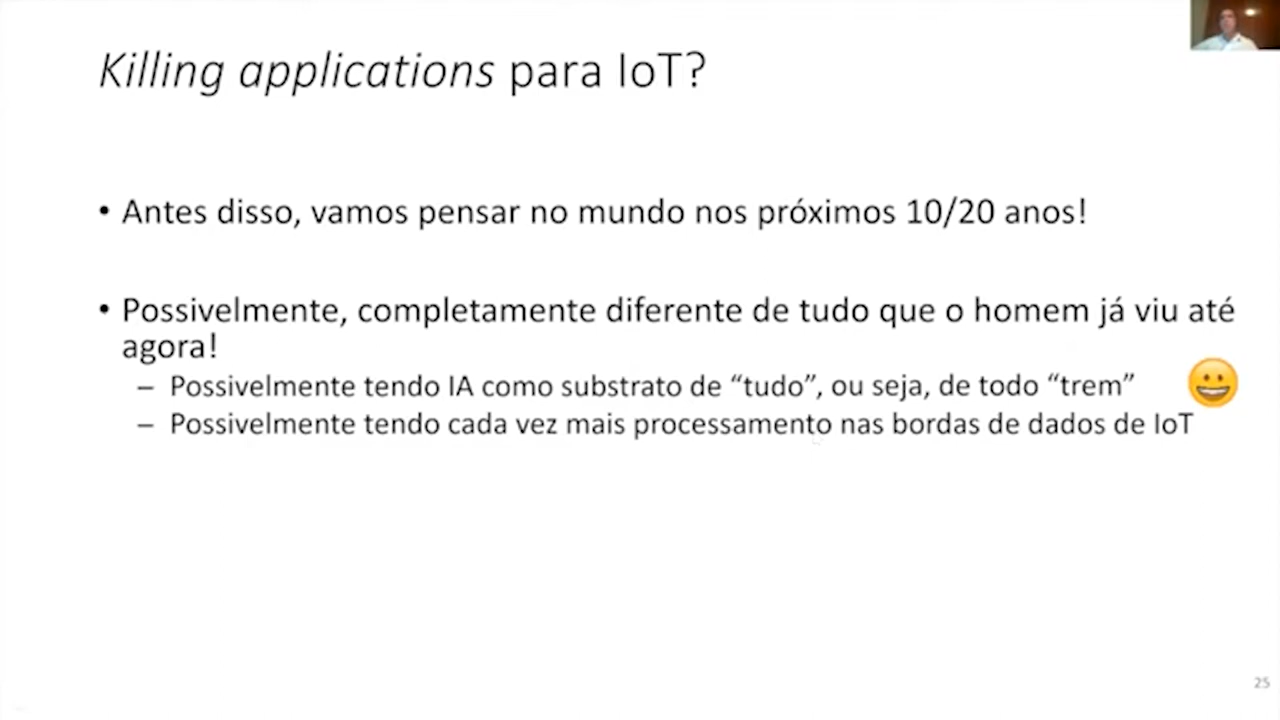 Killing applications para IoT?
• Antes disso, vamos pensar no mundo nos próximos 10/20 anos!
• Possivelmente, completamente diferente de tudo que o homem já viu até
agora!
– Possivelmente tendo IA como substrato de “tudo”, ou seja, de todo “trem”
– Possivelmente tendo cada vez mais processamento nas bordas de dados de IoT
25